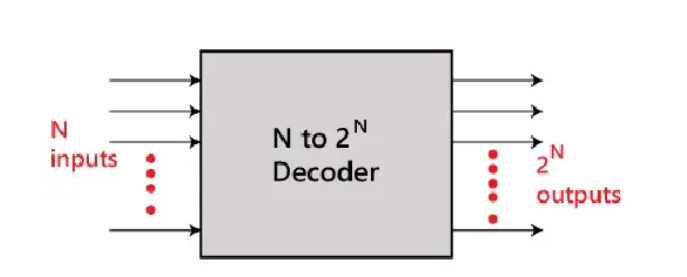 N
inputs
N to 2^N
Decoder
2^N
outputs